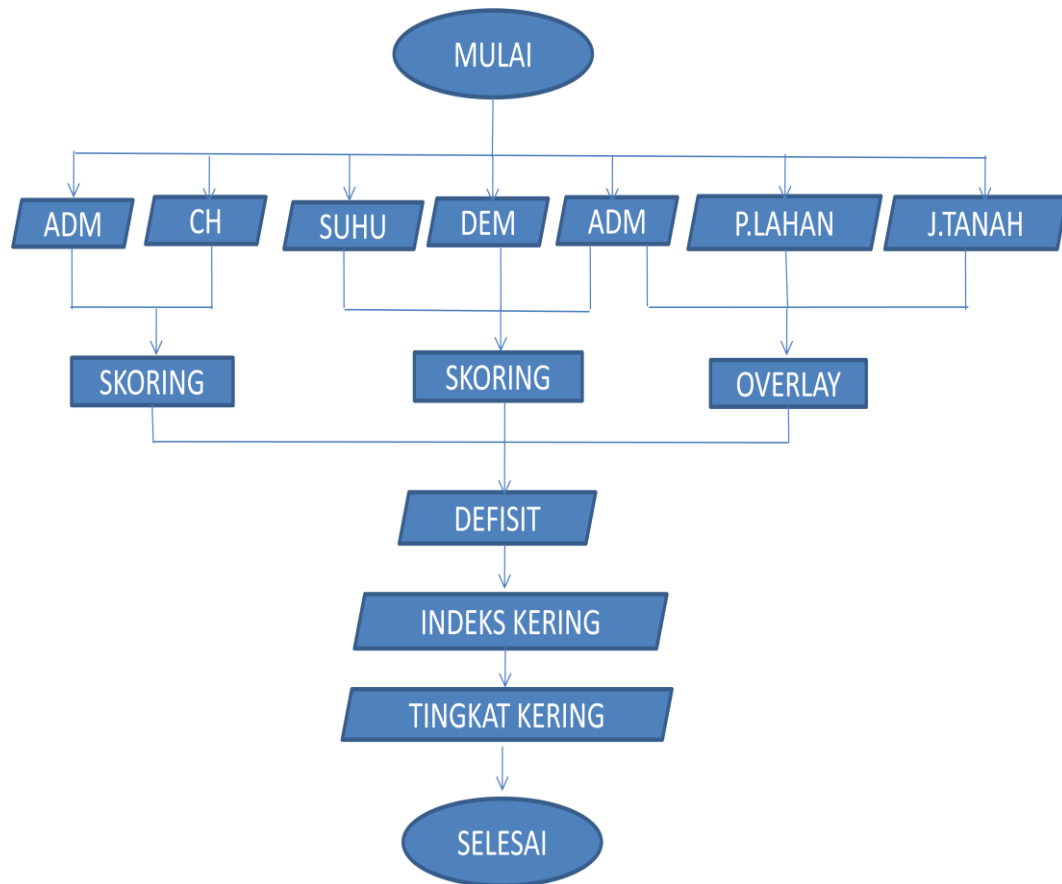 MULAI
ADM
CH
SUHU
DEM
ADM
P.LAHAN
J.TANAH
SKORING
SKORING
OVERLAY
DEFISIT
INDEKS KERING
TINGKAT KERING
SELESAI